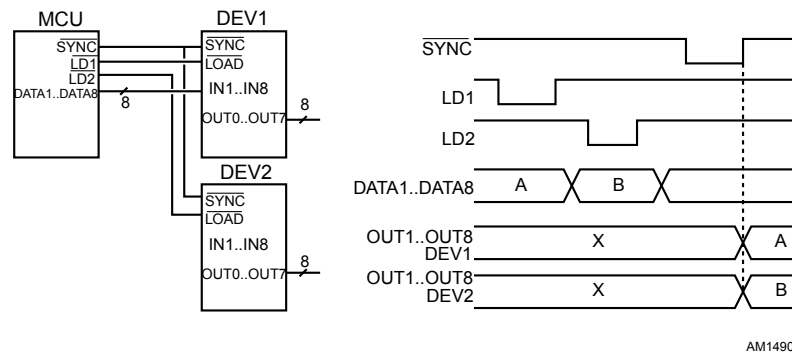 MCU
SYNC
LD1
LD2
DATA1..DATA8
8
DEV1
SYNC
LOAD
IN1..IN8
OUT0..OUT7
8
DEV2
SYNC
LOAD
IN1..IN8
OUT0..OUT7
8
SYNC
LD1
LD2
DATA1..DATA8 A B
OUT1..OUT8
DEV1
X A
OUT1..OUT8
DEV2
X B
AM1490